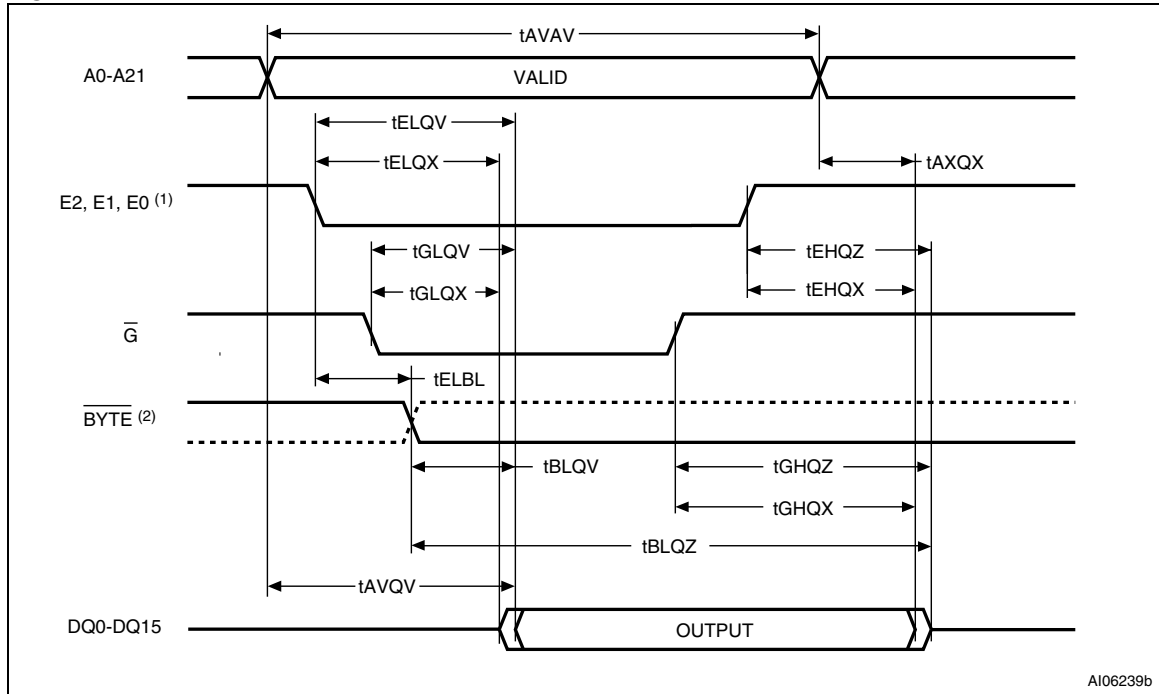 tAVAV
A0-A21
VALID
tELQV
tELQX
tAXQX
E2, E1, E0 (1)
tGLQV
tEHQZ
tGLQX
tEHQX
G
tELBL
BYTE (2)
tBLQV
tGHQZ
tGHQX
tBLQZ
tAVQV
DQ0-DQ15
OUTPUT
AI06239b